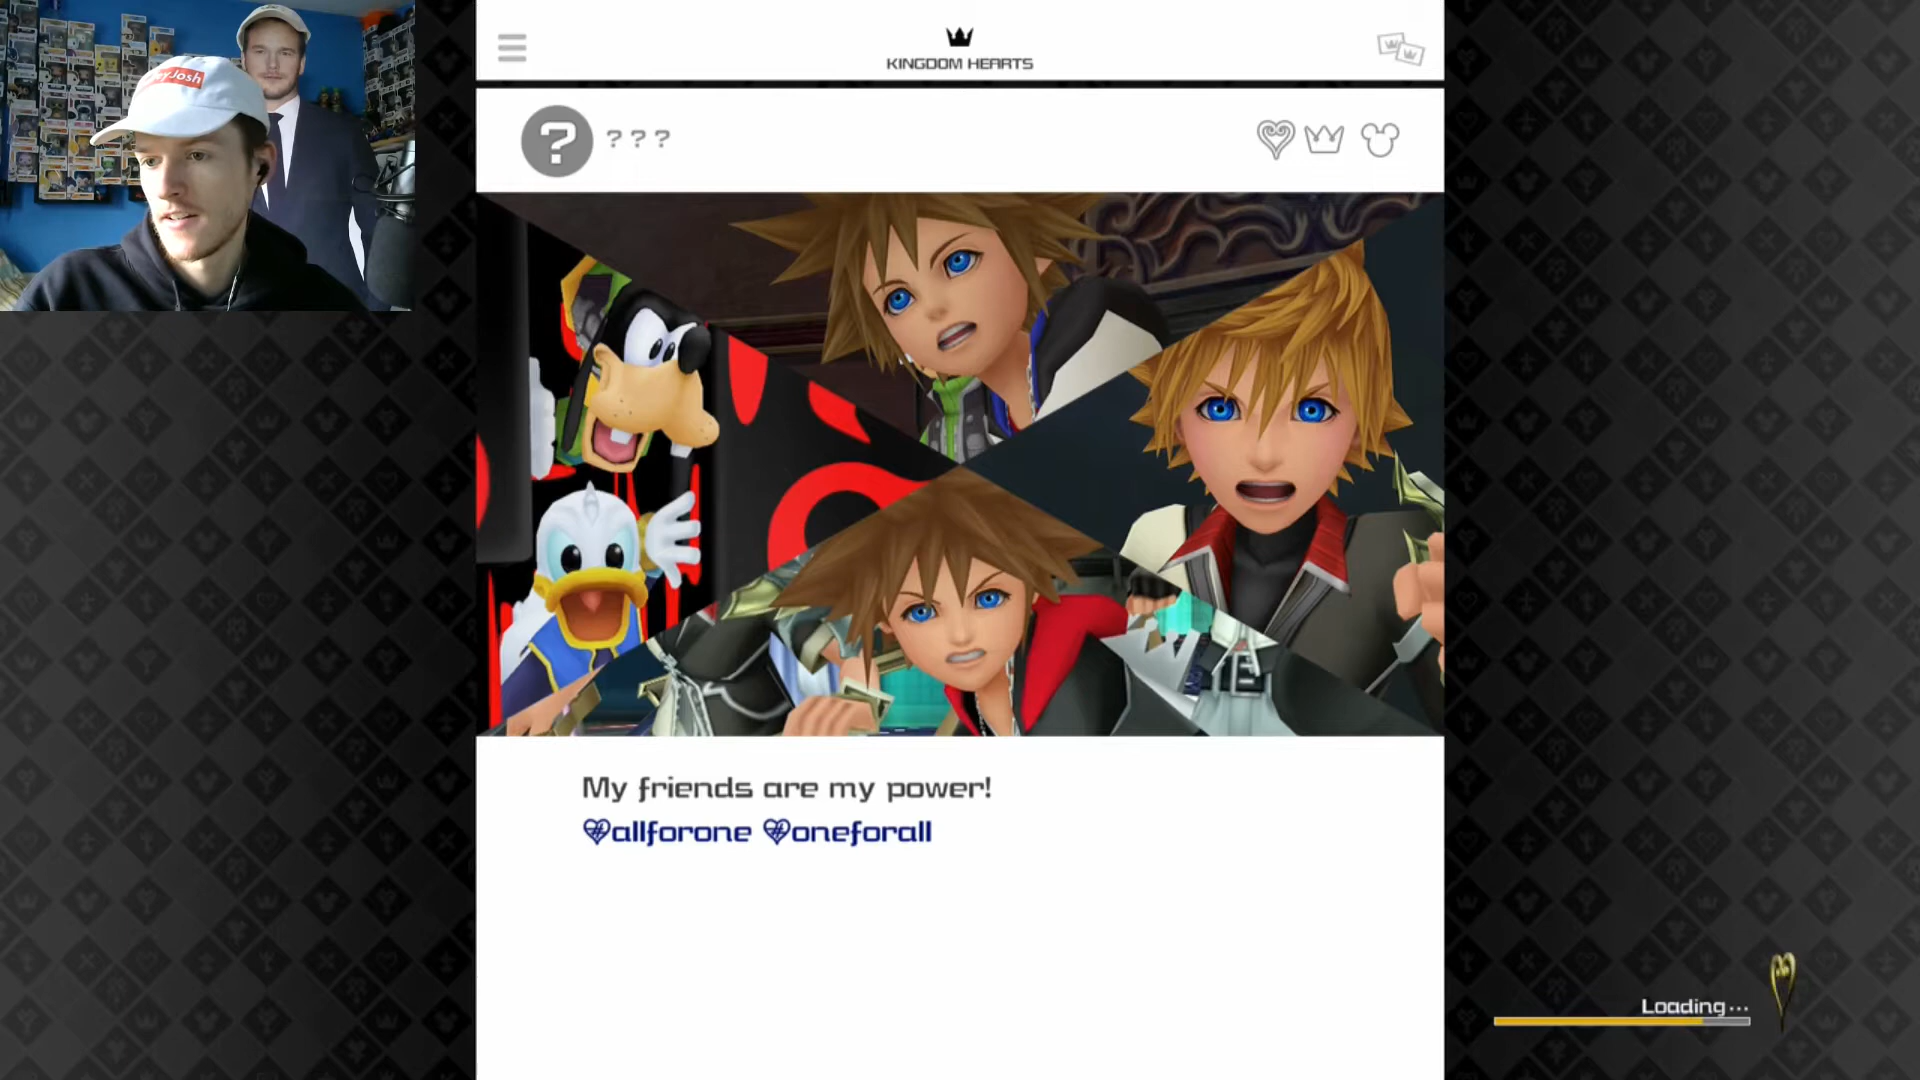 KINGDOM HEARTS
? ? ? ?
My friends are my power!
#allforone #oneforall
Loading...